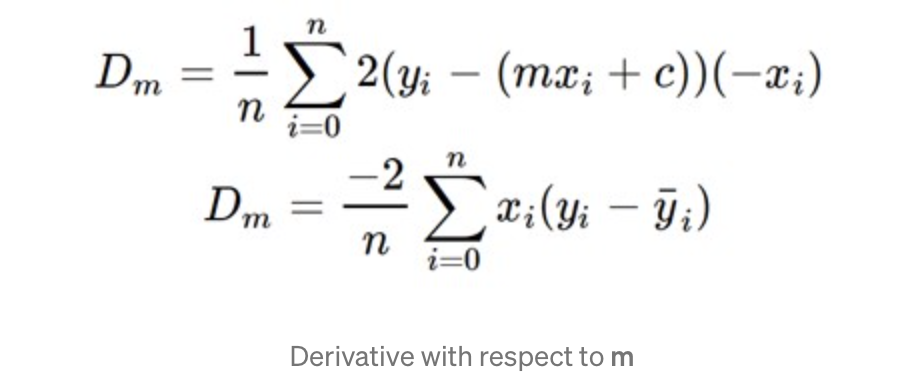 D_m = \frac{1}{n} \sum_{i=0}^{n} 2(y_i - (mx_i + c))(-x_i)
D_m = \frac{-2}{n} \sum_{i=0}^{n} x_i(y_i - \bar{y}_i)
Derivative with respect to m